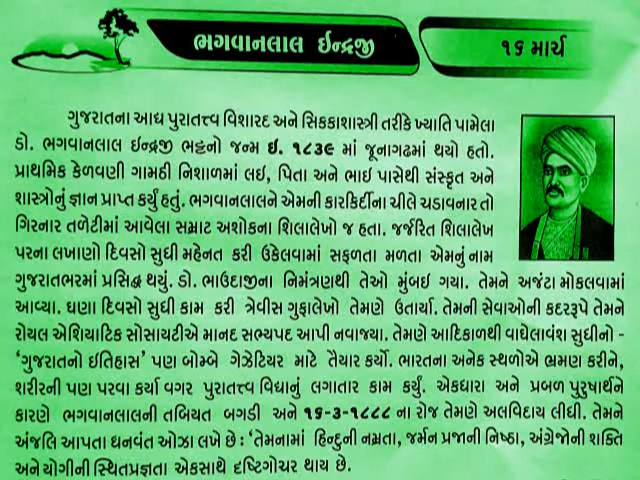 ભગવાનલાલ ઈન્દ્રજી
૧૬ માર્ચ
ગુજરાતના આદ્ય પુરાતત્ત્વ વિશારદ અને સિક્કાશાસ્ત્રી તરીકે ખ્યાતિ પામેલા
ડો. ભગવાનલાલ ઈન્દ્રજી ભટ્ટનો જન્મ ઇ. ૧૮૩૯ માં જૂનાગઢમાં થયો હતો.
પ્રાથમિક કેળવણી ગામઠી નિશાળમાં લઇ, પિતા અને ભાઇ પાસેથી સંસ્કૃત અને
શાસ્ત્રોનું જ્ઞાન પ્રાપ્ત કર્યું હતું. ભગવાનલાલને એમની કારકિર્દીના ચીલે ચડાવનાર તો
ગિરનાર તળેટીમાં આવેલા સમ્રાટ અશોકના શિલાલેખો જ હતા. જર્જરિત શિલાલેખ
પરના લખાણો દિવસો સુધી મહેનત કરી ઉકેલવામાં સફળતા મળતા એમનું નામ
ગુજરાતભરમાં પ્રસિદ્ધ થયું. ડો. ભાઉદાજીના નિમંત્રણથી તેઓ મુંબઇ ગયા. તેમને અજંટા મોકલવામાં
આવ્યા. ઘણા દિવસો સુધી કામ કરી ત્રેવીસ ગુફાલેખો તેમણે ઉતાર્યા. તેમની સેવાઓની કદરરૂપે તેમને
રોયલ એશિયાટિક સોસાયટીએ માનદ સભ્યપદ આપી નવાજ્યા. તેમણે આદિકાળથી વાઘેલાવંશ સુધીનો -
‘ગુજરાતનો ઇતિહાસ’ પણ બોમ્બે ગેઝેટિયર માટે તૈયાર કર્યો. ભારતના અનેક સ્થળોએ ભ્રમણ કરીને,
શરીરની પણ પરવા કર્યા વગર પુરાતત્ત્વ વિદ્યાનું લગાતાર કામ કર્યું. એકધારા અને પ્રબળ પુરુષાર્થને
કારણે ભગવાનલાલની તબિયત બગડી અને ૧૬-૩-૧૮૮૮ ના રોજ તેમણે અલવિદાય લીધી. તેમને
અંજલિ આપતા ધનવંત ઓઝા લખે છે : ‘તેમનામાં હિન્દુની નમ્રતા, જર્મન પ્રજાની નિષ્ઠા, અંગ્રેજોની શક્તિ
અને યોગીની સ્થિતપ્રજ્ઞતા એકસાથે દૃષ્ટિગોચર થાય છે.